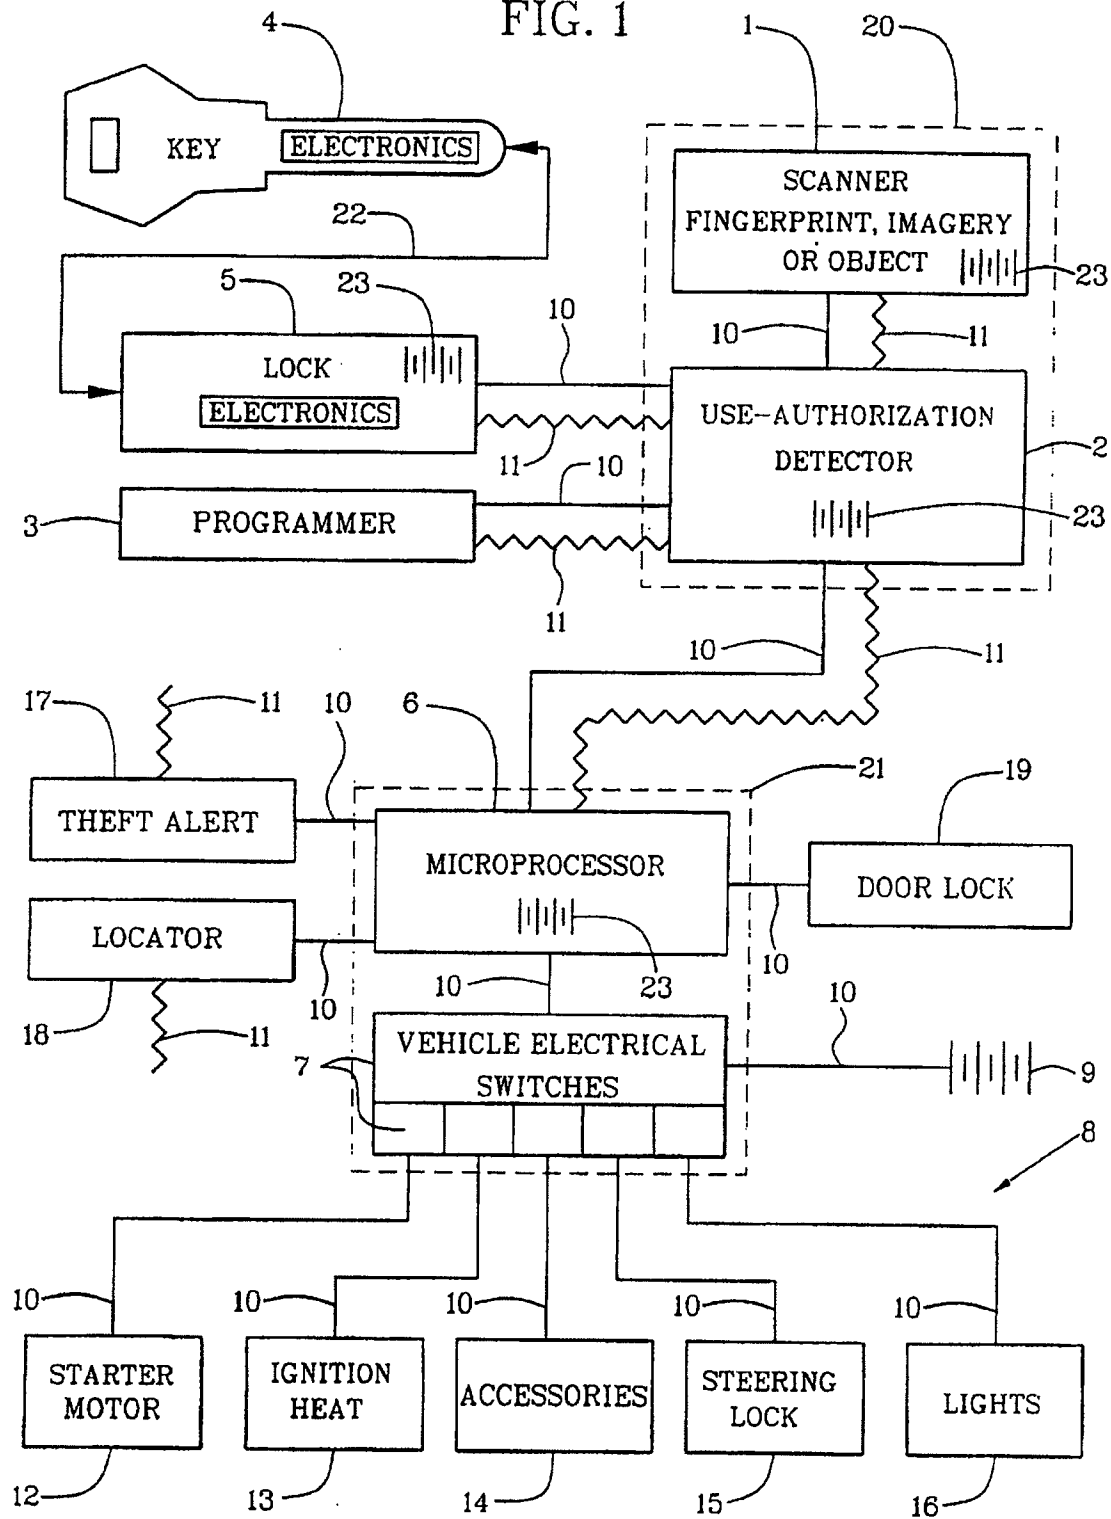 FIG. 1
4
1
20
KEY
ELECTRONICS
SCANNER
FINGERPRINT, IMAGERY
OR OBJECT
23
22
5
23
10
10
11
LOCK
ELECTRONICS
USE-AUTHORIZATION
DETECTOR
2
11
10
23
3
PROGRAMMER
11
10
11
17
11
10
6
21
19
THEFT ALERT
MICROPROCESSOR
DOOR LOCK
LOCATOR
23
10
10
10
10
18
11
7
VEHICLE ELECTRICAL
SWITCHES
9
8
10
10
10
10
10
STARTER
MOTOR
IGNITION
HEAT
ACCESSORIES
STEERING
LOCK
LIGHTS
12
13
14
15
16